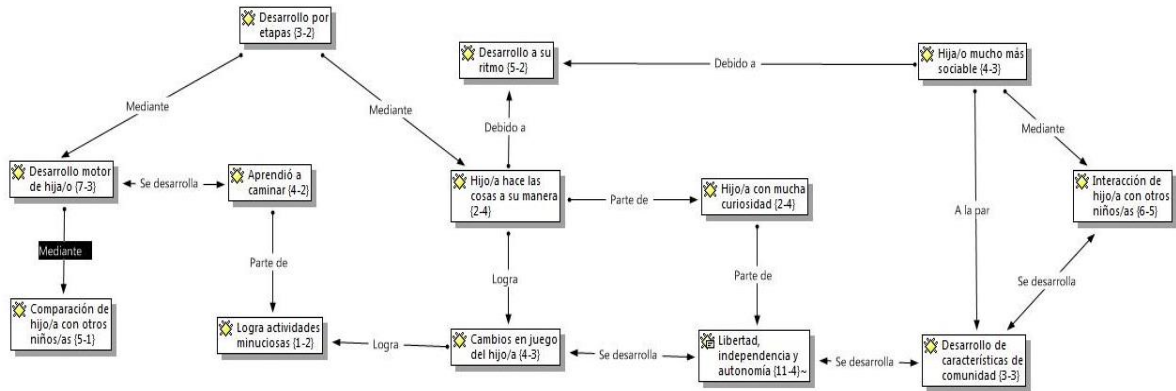 Desarrollo por
etapas {3-2}
Desarrollo a su
ritmo {5-2}
Debido a
Hija/o mucho más
sociable {4-3}
Mediante
Mediante
Debido a
Mediante
Desarrollo motor
de hija/o {7-3}
Se desarrolla
Aprendió a
caminar {4-2}
Hijo/a hace las
cosas a su manera
{2-4}
Parte de
Hijo/a con mucha
curiosidad {2-4}
A la par
Interacción de
hijo/a con otros
niños/as {6-5}
Mediante
Parte de
Logra
Parte de
Se desarrolla
Comparación de
hijo/a con otros
niños/as {5-1}
Logra actividades
minuciosas {1-2}
Logra
Cambios en juego
del hijo/a {4-3}
Se desarrolla
Libertad,
independencia y
autonomía {11-4}~
Se desarrolla
Desarrollo de
características de
comunidad {3-3}